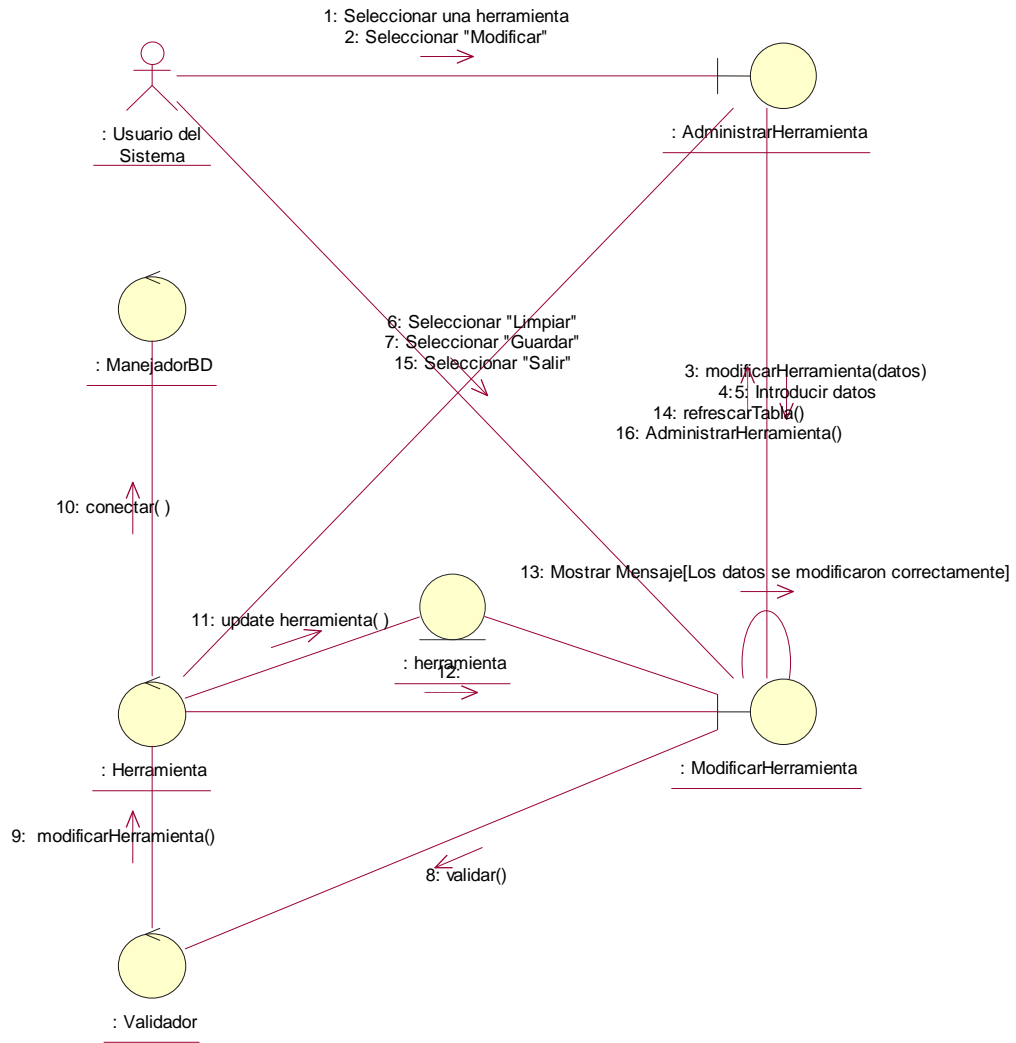 1: Seleccionar una herramienta
2: Seleccionar "Modificar"
: Usuario del
Sistema
: AdministrarHerramienta
6: Seleccionar "Limpiar"
7: Seleccionar "Guardar"
15: Seleccionar "Salir"
: ManejadorBD
3: modificarHerramienta(datos)
4:5: Introducir datos
14: refrescarTabla()
16: AdministrarHerramienta()
10: conectar( )
13: Mostrar Mensaje[Los datos se modificaron correctamente]
11: update herramienta( )
: herramienta
12:
: Herramienta
: ModificarHerramienta
9: modificarHerramienta()
8: validar()
: Validador